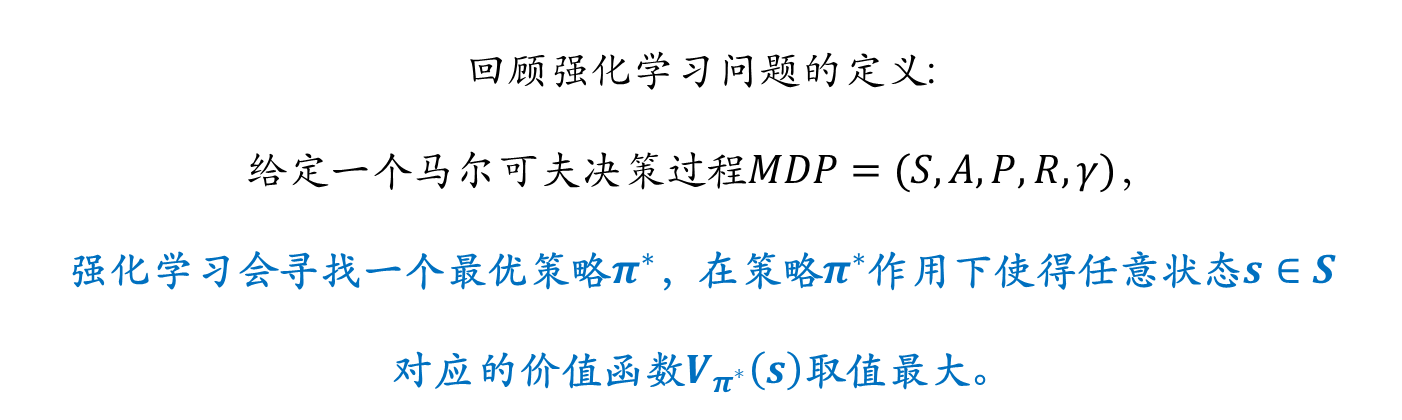 回顾强化学习问题的定义:
给定一个马尔可夫决策过程MDP = (S, A, P, R, γ)，
强化学习会寻找一个最优策略π*，在策略π*作用下使得任意状态s ∈ S
对应的价值函数Vπ*(s)取值最大。